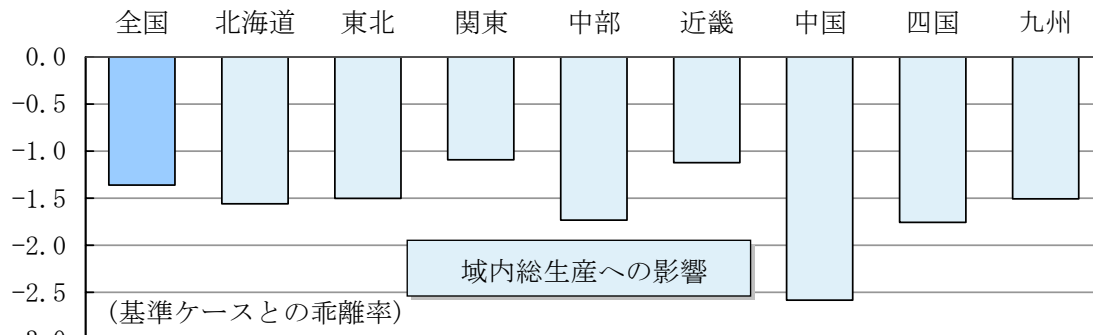 全国 北海道 東北 関東 中部 近畿 中国 四国 九州
0.0
-0.5
-1.0
-1.5
-2.0
域内総生産への影響
-2.5
(基準ケースとの乖離率)